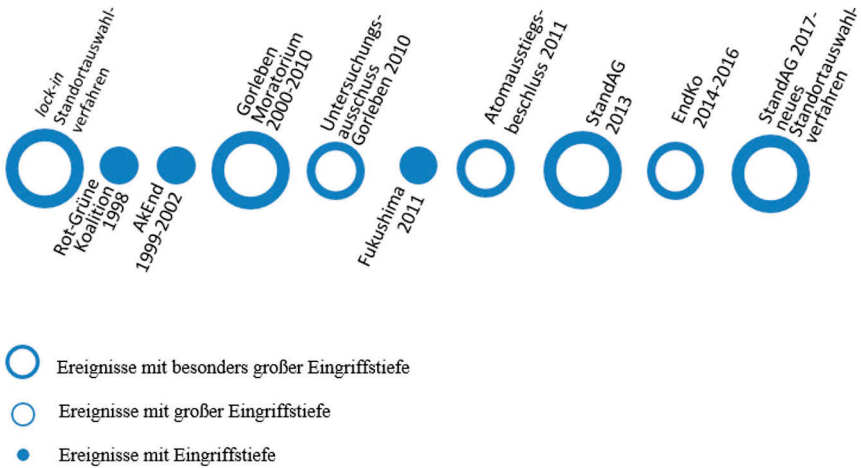 lock-in
Standortauswahl-
verfahren
Rot-Grüne
Koalition
1998
AkEnd
1999-2002
Gorleben
Moratorium
2000-2010
Untersuchungs-
ausschuss
Gorleben 2010
Fukushima
2011
Atomausstiegs-
beschluss 2011
StandAG
2013
EndKo
2014-2016
StandAG 2017-
neues
Standortauswahl-
verfahren
Ereignisse mit besonders großer Eingriffstiefe
Ereignisse mit großer Eingriffstiefe
Ereignisse mit Eingriffstiefe